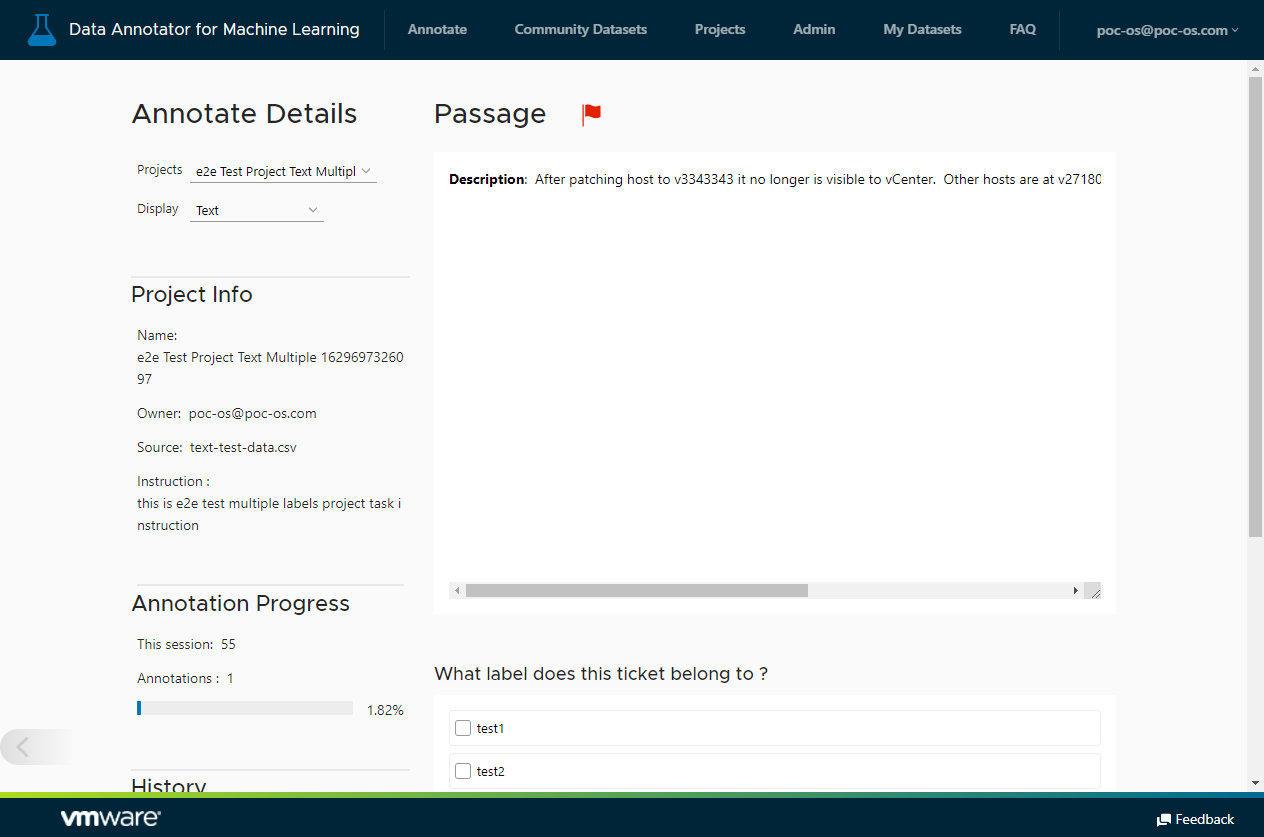 Data Annotator for Machine Learning
Annotate
Community Datasets
Projects
Admin
My Datasets
FAQ
poc-os@poc-os.com
Annotate Details
Projects
e2e Test Project Text Multipl
Display
Text
Project Info
Name:
e2e Test Project Text Multiple 16296973260
97
Owner: poc-os@poc-os.com
Source: text-test-data.csv
Instruction :
this is e2e test multiple labels project task i
nstruction
Annotation Progress
This session: 55
Annotations : 1
1.82%
History
Passage
Description: After patching host to v3343343 it no longer is visible to vCenter. Other hosts are at v27180
What label does this ticket belong to ?
test1
test2
vmware
Feedback